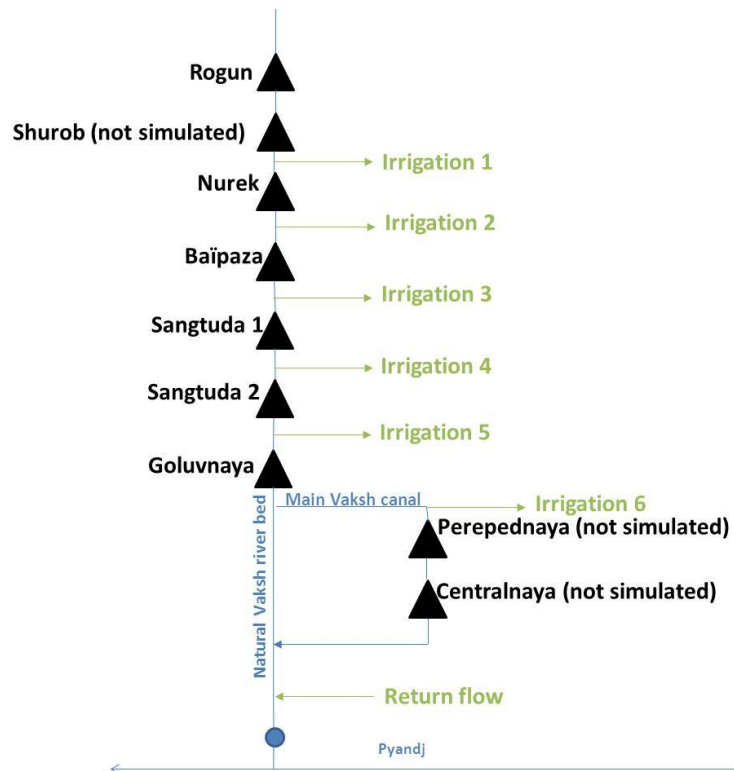 Rogun
Shurob (not simulated)
Irrigation 1
Nurek
Irrigation 2
Baïpaza
Irrigation 3
Sangtuda 1
Irrigation 4
Sangtuda 2
Irrigation 5
Goluvnaya
Main Vaksh canal
Irrigation 6
Perepednaya (not simulated)
Centralnaya (not simulated)
Natural Vaksh river bed
Return flow
Pyandj